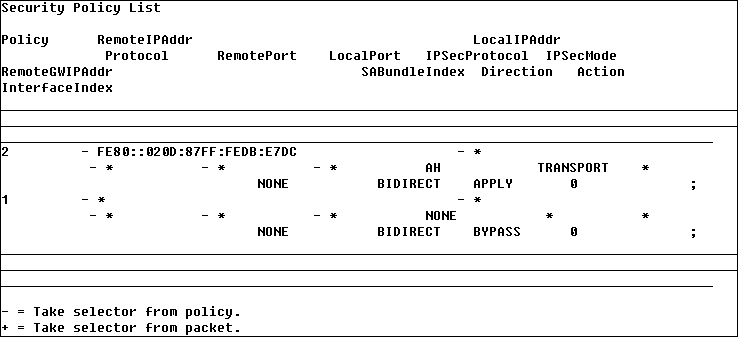 Security Policy List
Policy RemoteIPAddr LocalIPAddr
Protocol RemotePort LocalPort IPSecProtocol IPSecMode
RemoteGWIPAddr SABundleIndex Direction Action
InterfaceIndex
2 - FE80::020D:87FF:FEDB:E7DC - *
- * - * - * AH TRANSPORT *
NONE BIDIRECT APPLY 0 ;
1 - * - *
- * - * - * NONE * *
NONE BIDIRECT BYPASS 0 ;
- = Take selector from policy.
+ = Take selector from packet.